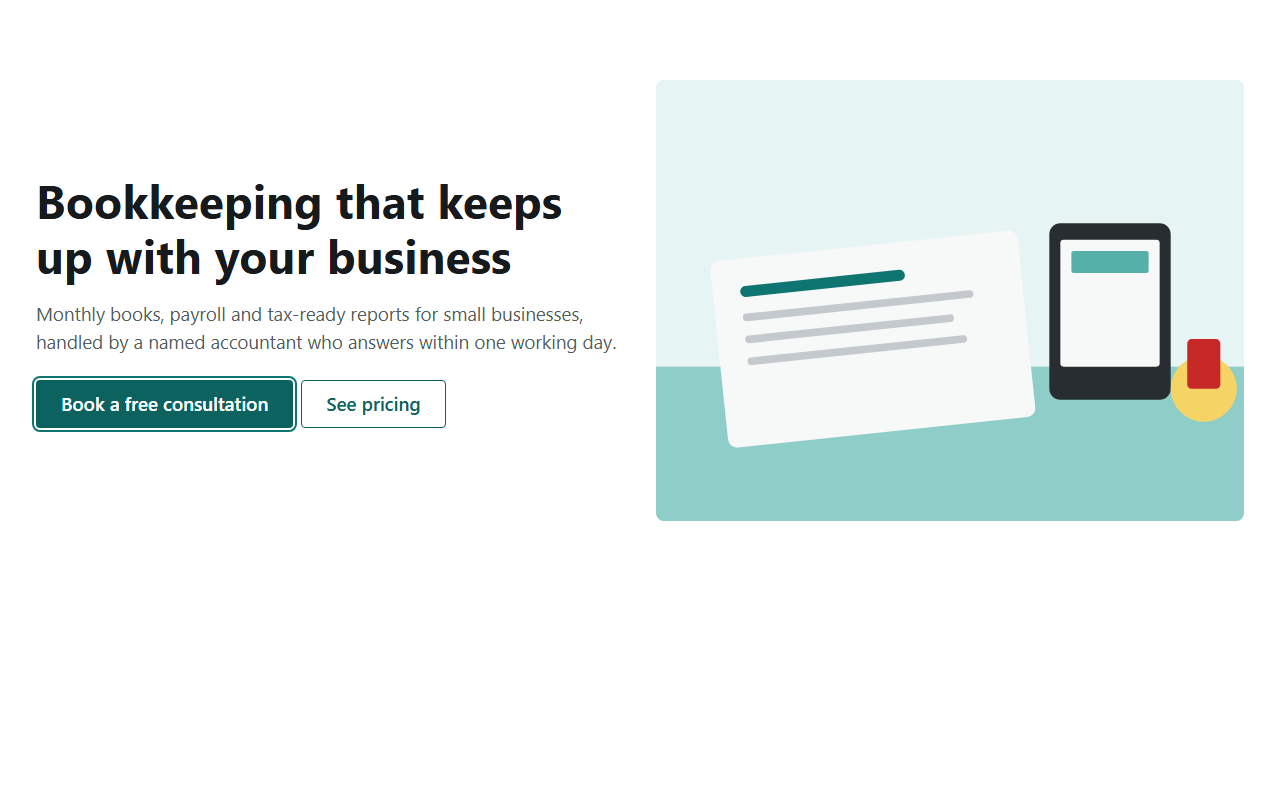 Bookkeeping that keeps
up with your business
Monthly books, payroll and tax-ready reports for small businesses,
handled by a named accountant who answers within one working day.
Book a free consultation
See pricing